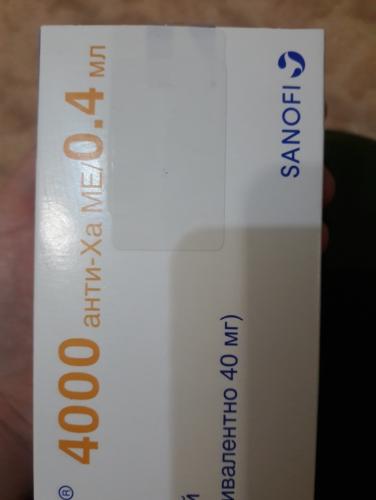 ® 4000 анти-Ха МЕ/0.4 мл
й
ивалентно 40 мг)
SANOFI